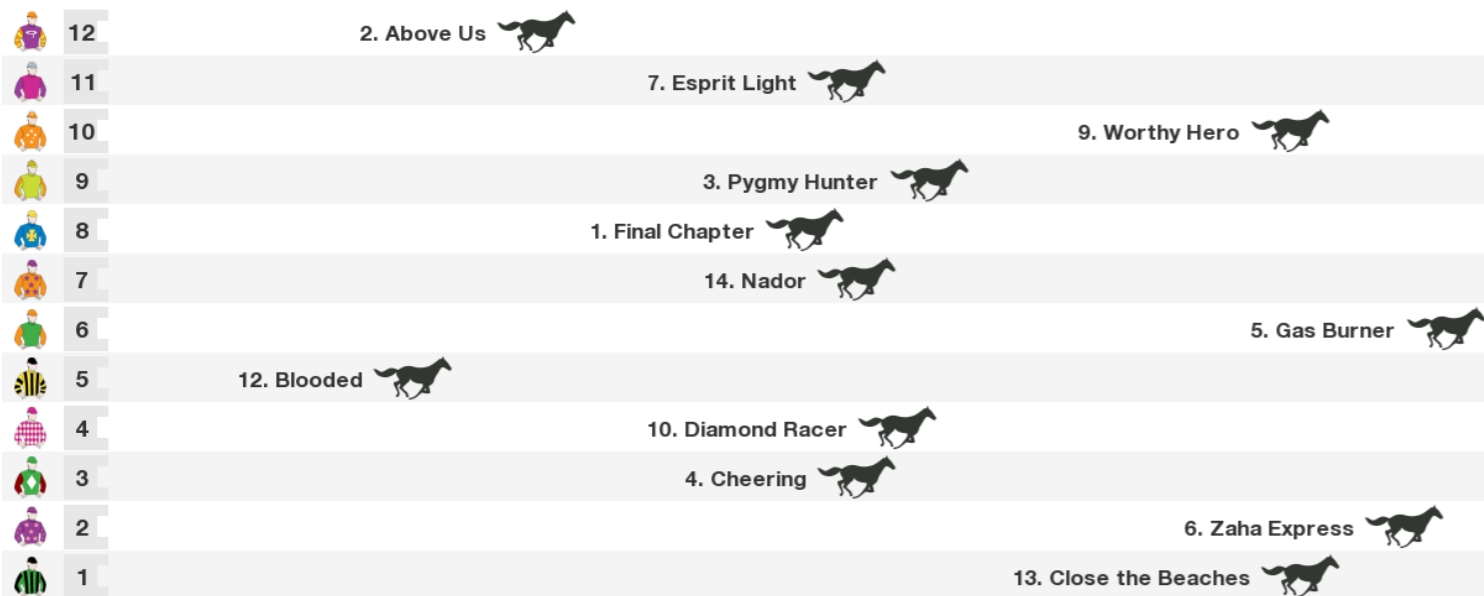 12 2. Above Us
11 7. Esprit Light
10 9. Worthy Hero
9 3. Pygmy Hunter
8 1. Final Chapter
7 14. Nador
6 5. Gas Burner
5 12. Blooded
4 10. Diamond Racer
3 4. Cheering
2 6. Zaha Express
1 13. Close the Beaches